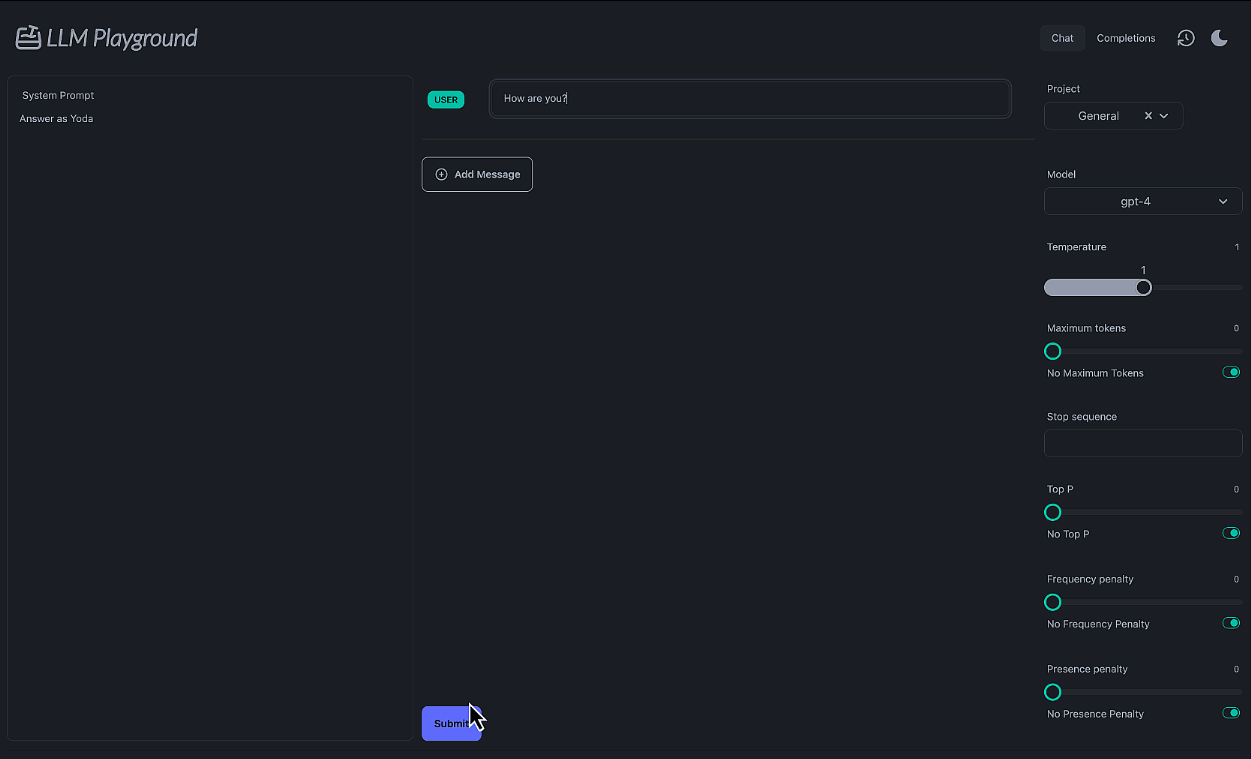 LLM Playground
Chat
Completions
System Prompt
Answer as Yoda
USER
How are you?
Add Message
Submit
Project
General
Model
gpt-4
Temperature 1
1
Maximum tokens 0
No Maximum Tokens
Stop sequence
Top P 0
No Top P
Frequency penalty 0
No Frequency Penalty
Presence penalty 0
No Presence Penalty